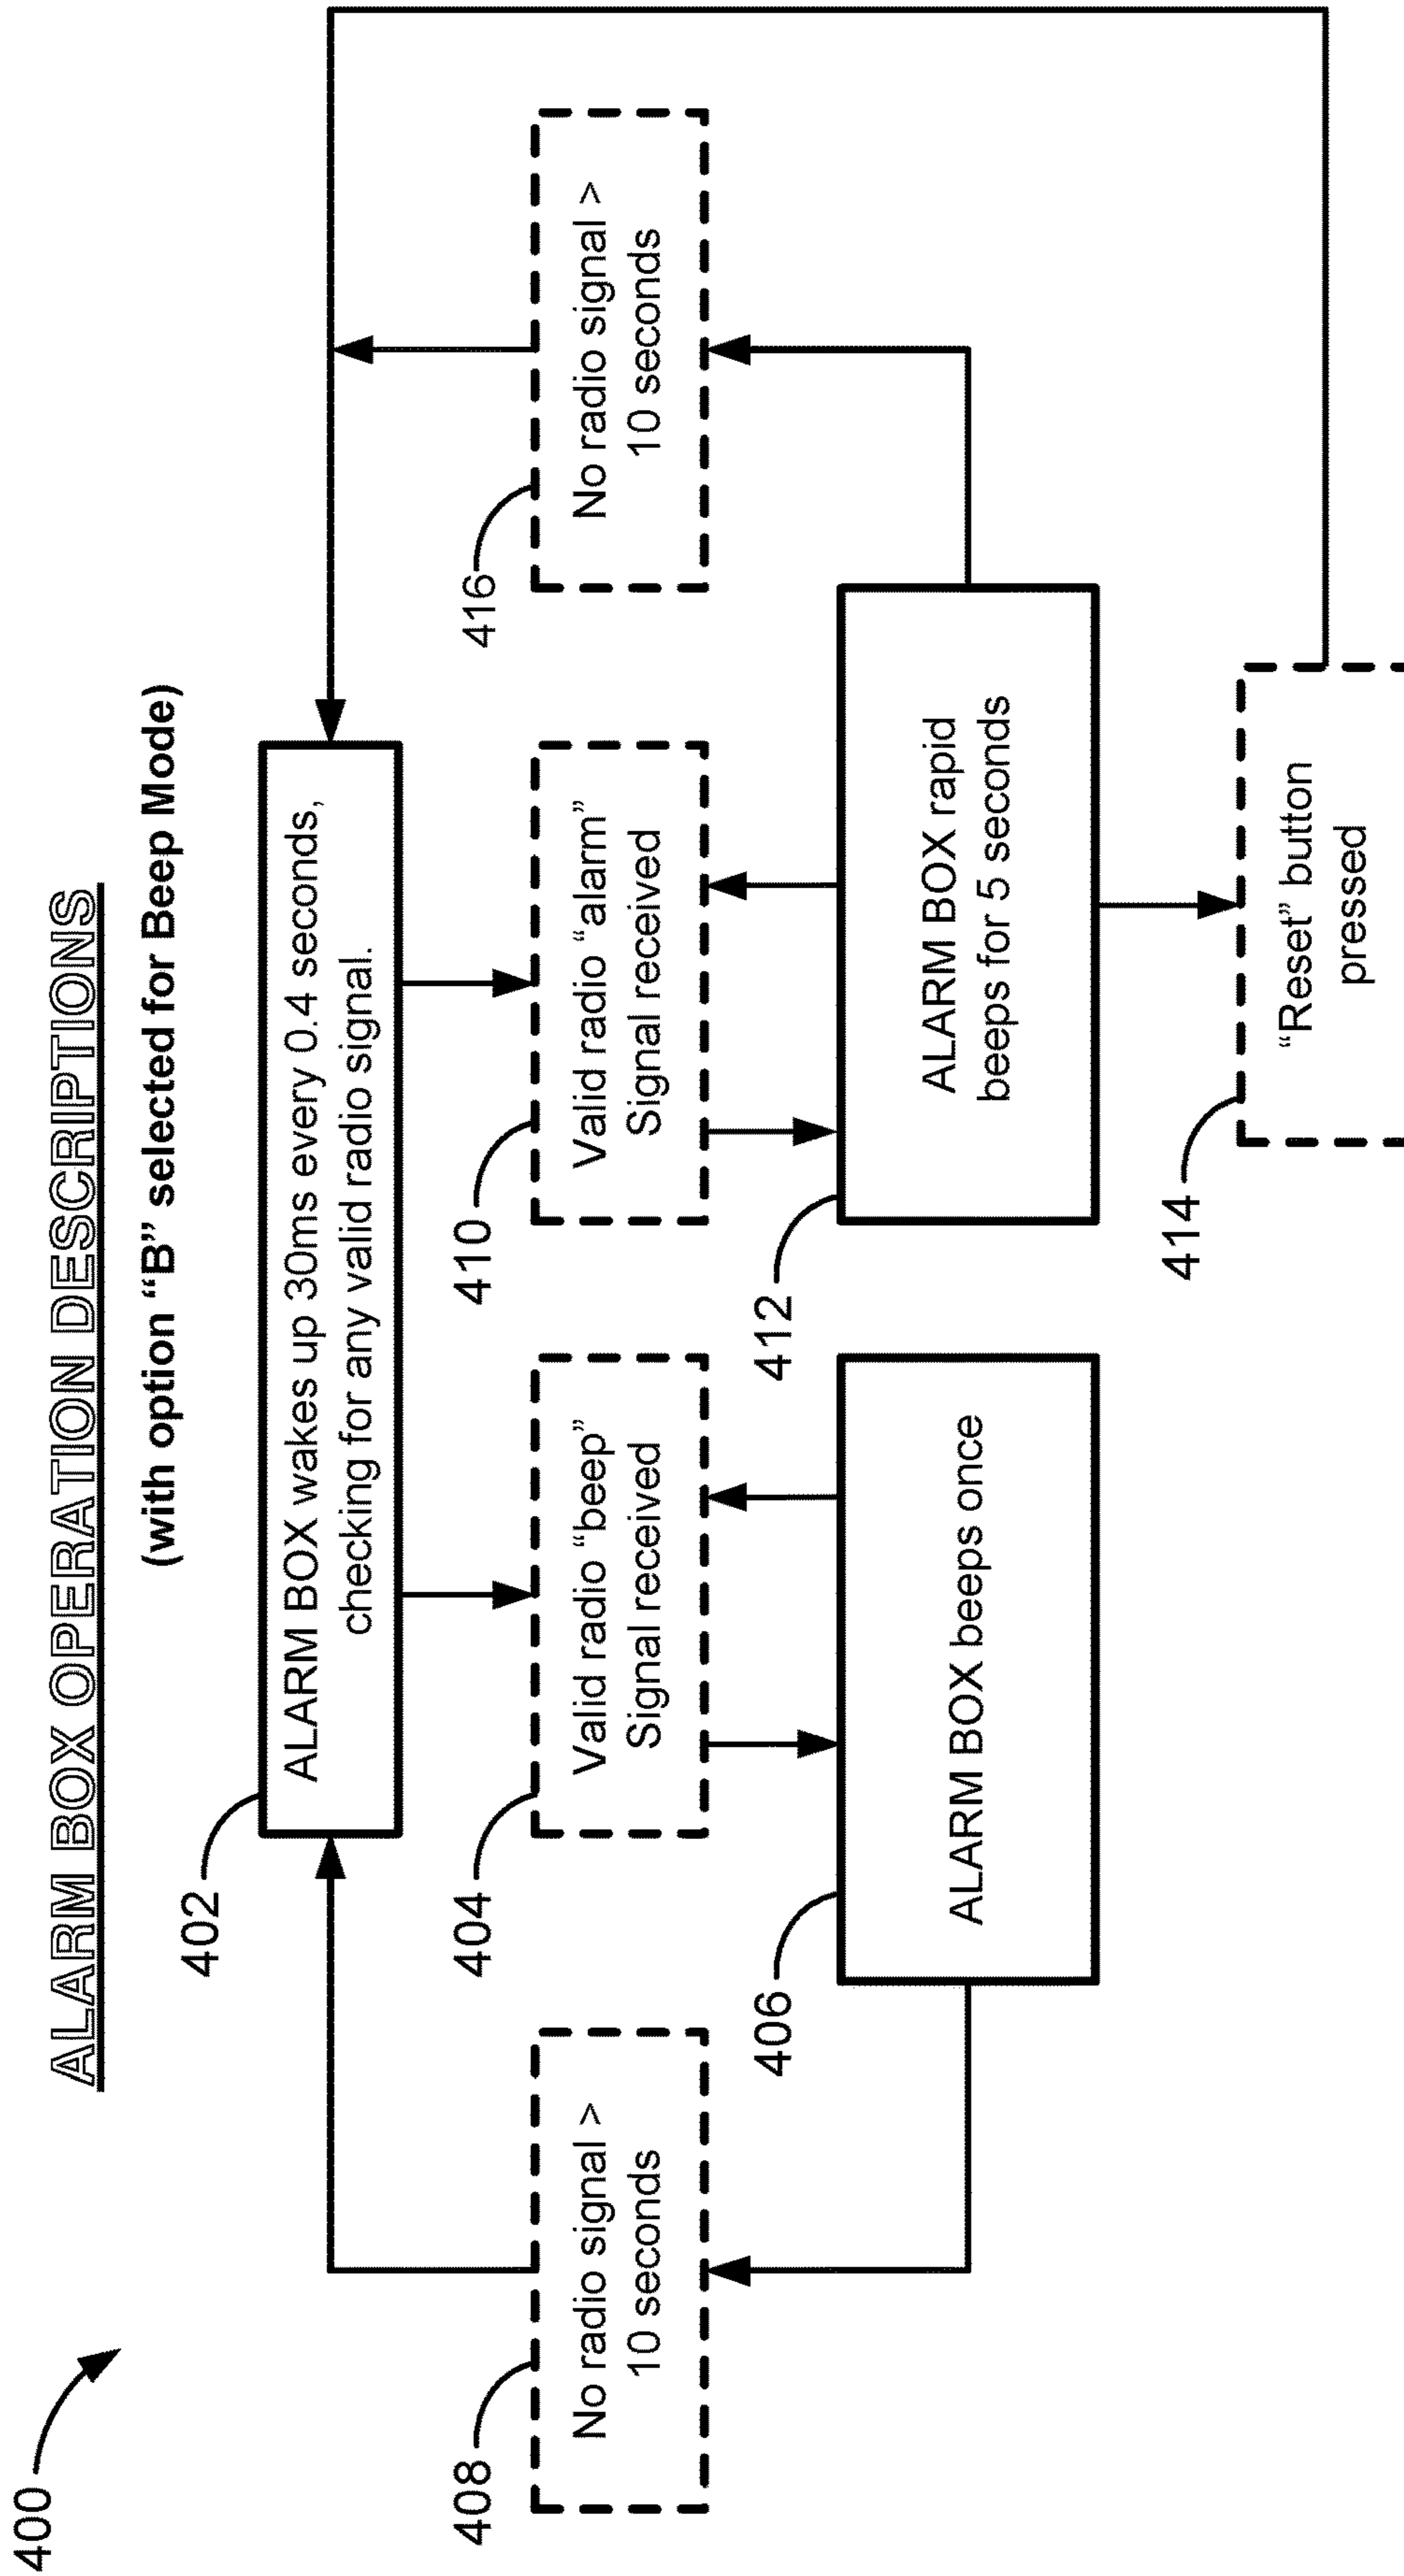 400
ALARM BOX OPERATION DESCRIPTIONS
(with option “B” selected for Beep Mode)
402
ALARM BOX wakes up 30ms every 0.4 seconds,
checking for any valid radio signal.
408
No radio signal >
10 seconds
404
Valid radio “beep”
Signal received
410
Valid radio “alarm”
Signal received
416
No radio signal >
10 seconds
406
ALARM BOX beeps once
412
ALARM BOX rapid
beeps for 5 seconds
414
“Reset” button
pressed